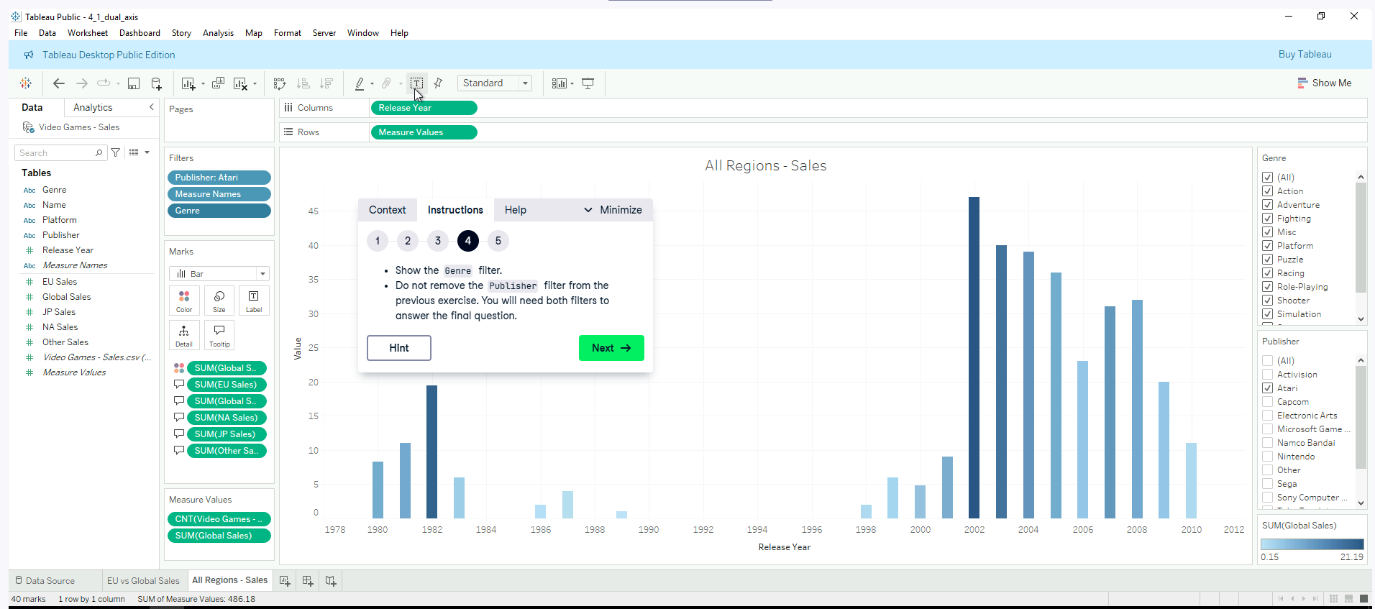 Tableau Public - 4_1_dual_axis
File Data Worksheet Dashboard Story Analysis Map Format Server Window Help
Tableau Desktop Public Edition
Buy Tableau
Standard
Show Me
Data
Analytics
Video Games - Sales
Search
Tables
Abc Genre
Abc Name
Abc Platform
Abc Publisher
# Release Year
Abc Measure Names
# EU Sales
# Global Sales
# JP Sales
# NA Sales
# Other Sales
# Video Games - Sales.csv (...
# Measure Values
Pages
Filters
Publisher: Atari
Measure Names
Genre
Marks
Bar
Color
Size
Label
Detail
Tooltip
SUM(Global S..
SUM(EU Sales)
SUM(Global S..
SUM(NA Sales)
SUM(JP Sales)
SUM(Other Sa..
Measure Values
CNT(Video Games - ..
SUM(Global Sales)
Columns
Release Year
Rows
Measure Values
All Regions - Sales
Context
Instructions
Help
Minimize
1 2 3 4 5
• Show the Genre filter.
• Do not remove the Publisher filter from the
previous exercise. You will need both filters to
answer the final question.
Hint
Next →
Value
45
40
35
30
25
20
15
10
5
0
1978 1980 1982 1984 1986 1988 1990 1992 1994 1996 1998 2000 2002 2004 2006 2008 2010 2012
Release Year
Genre
(All)
Action
Adventure
Fighting
Misc
Platform
Puzzle
Racing
Role-Playing
Shooter
Simulation
Publisher
(All)
Activision
Atari
Capcom
Electronic Arts
Microsoft Game ...
Namco Bandai
Nintendo
Other
Sega
Sony Computer ...
SUM(Global Sales)
0.15
21.19
Data Source
EU vs Global Sales
All Regions - Sales
40 marks
1 row by 1 column
SUM of Measure Values: 486.18